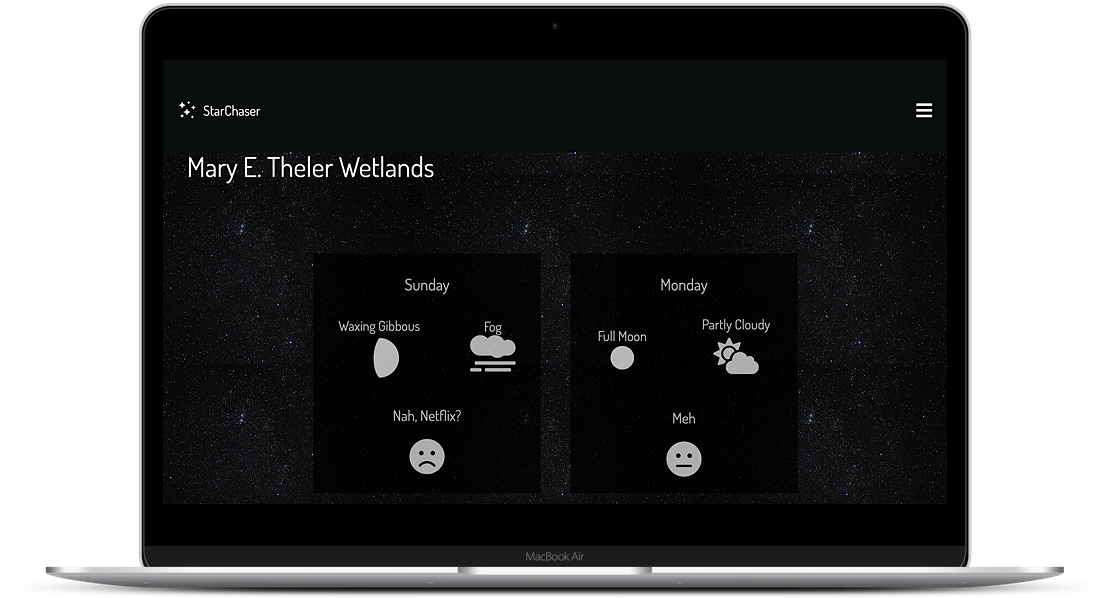 StarChaser
Mary E. Theler Wetlands
Sunday
Waxing Gibbous
Fog
Nah, Netflix?
Monday
Full Moon
Partly Cloudy
Meh
MacBook Air